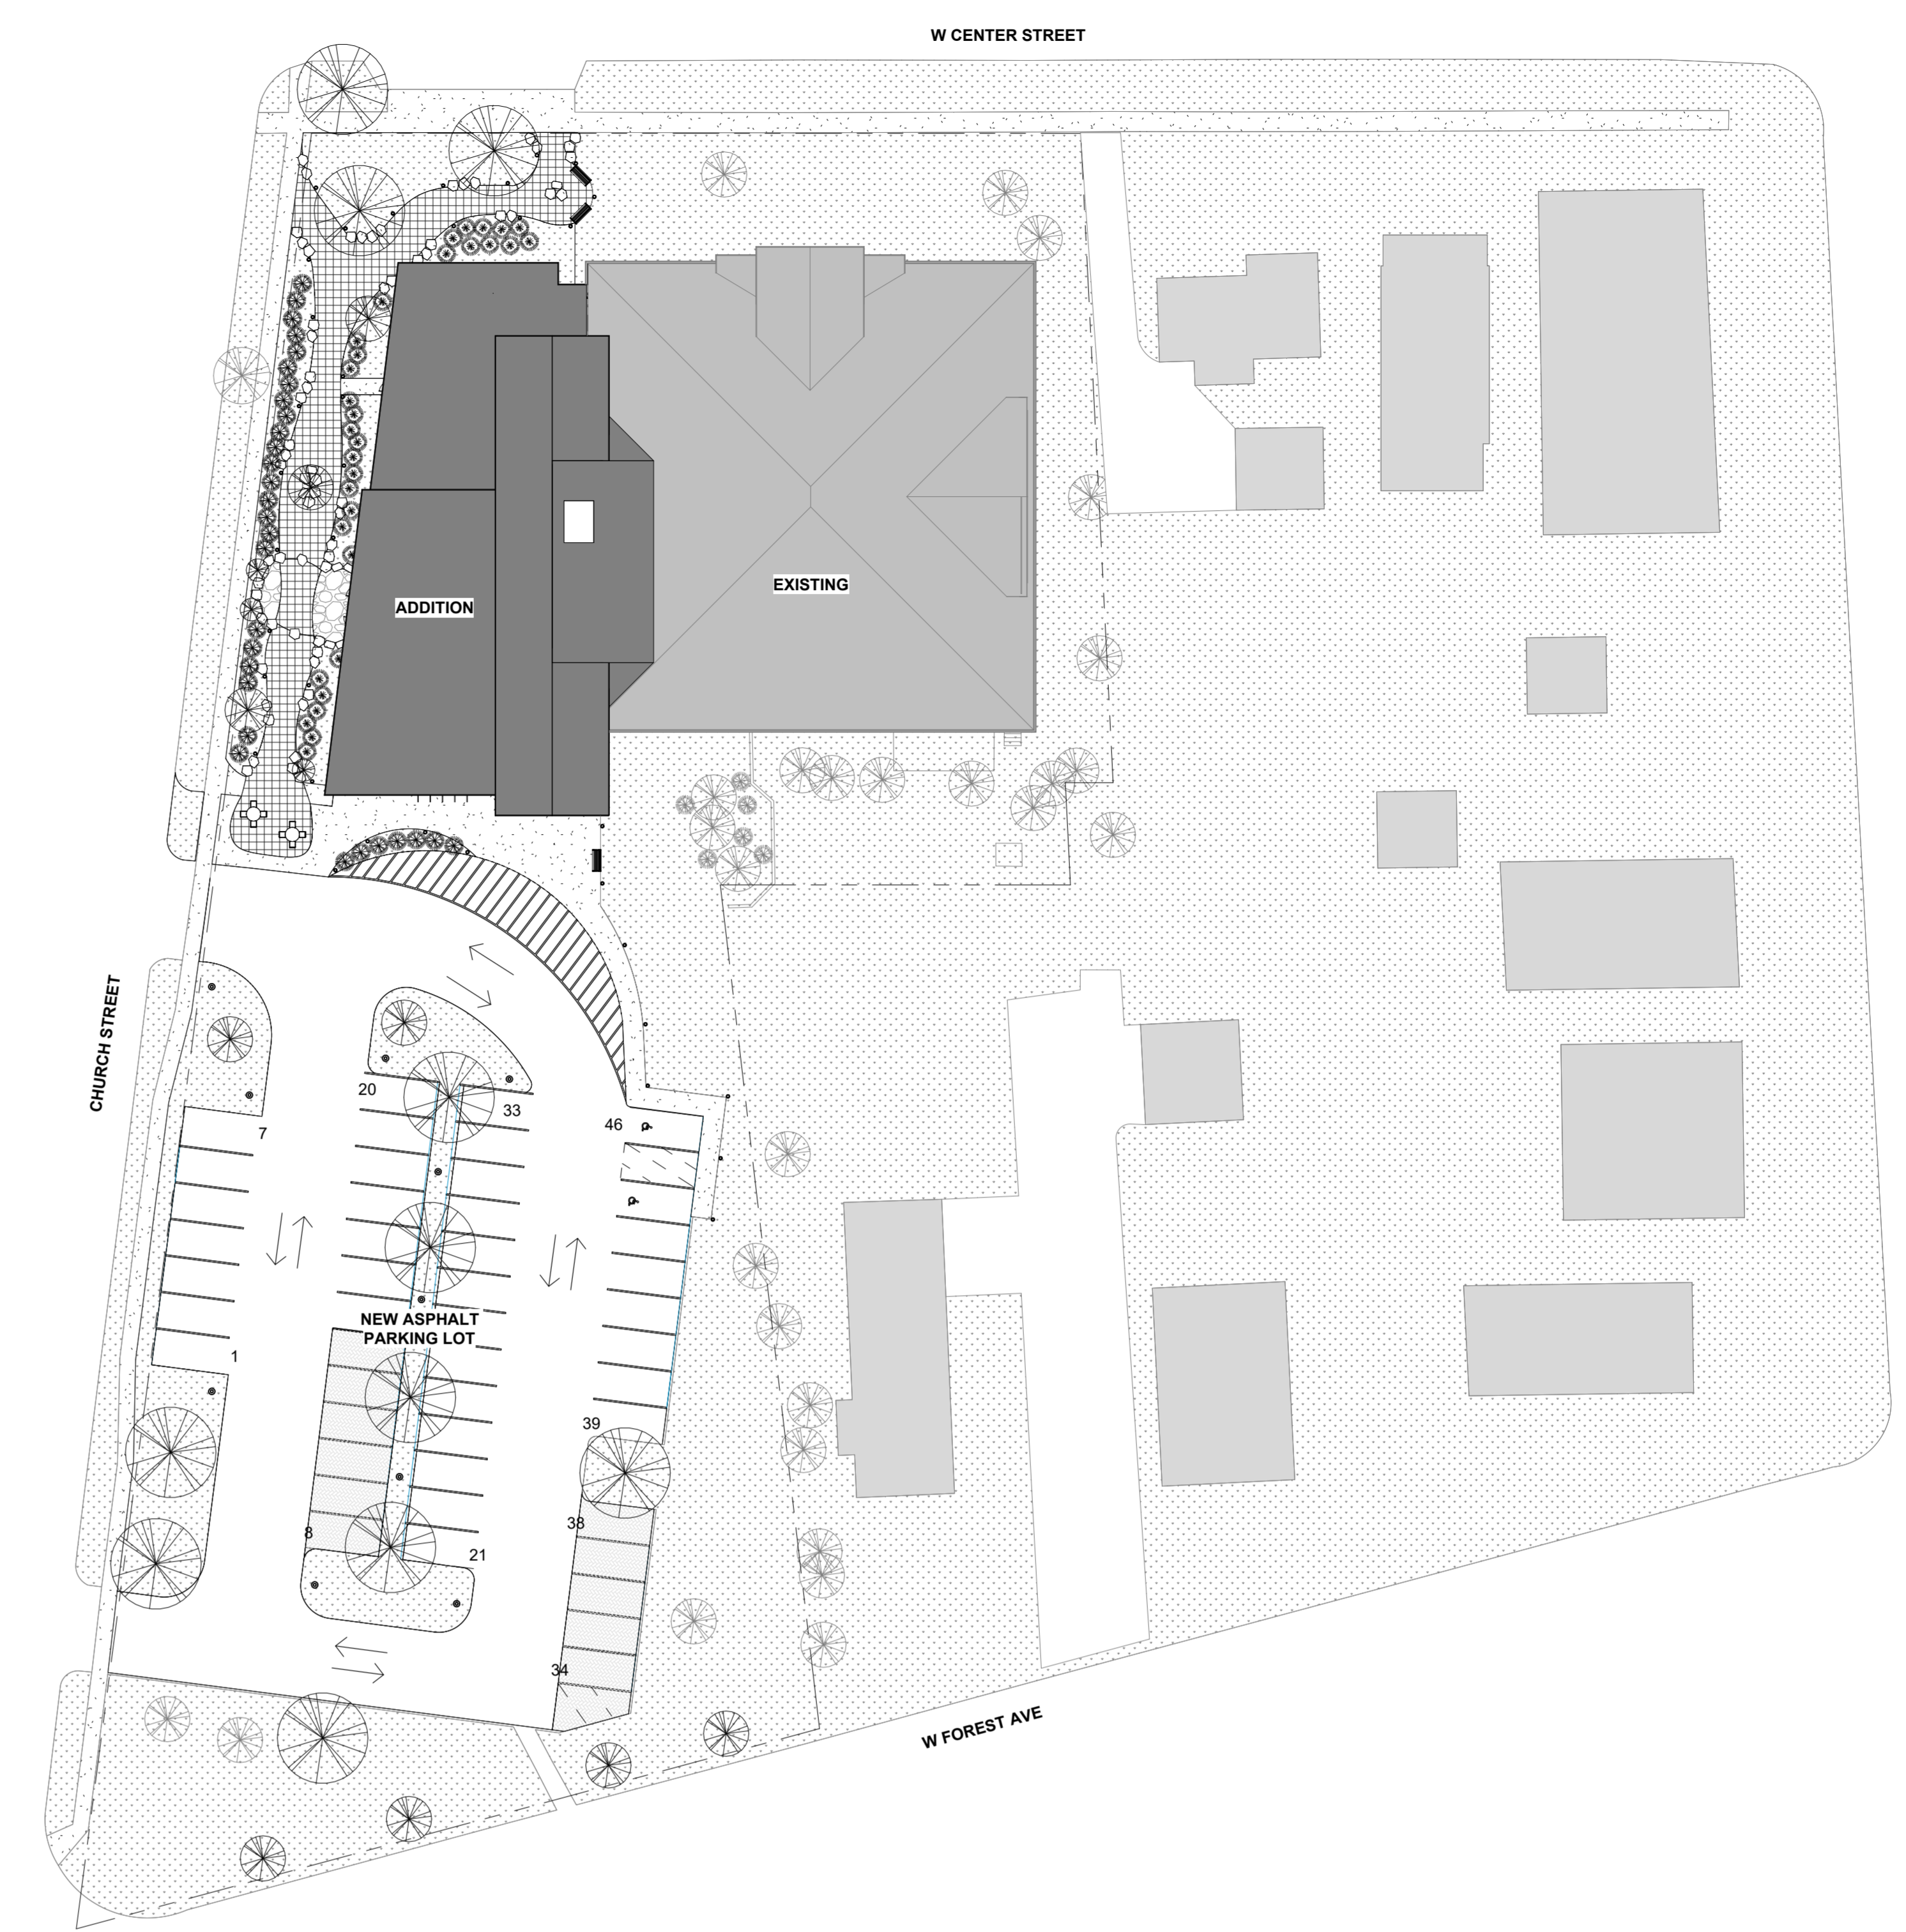 W CENTER STREET
EXISTING
ADDITION
CHURCH STREET
20
33
46
7
NEW ASPHALT
PARKING LOT
1
39
38
8
21
34
W FOREST AVE